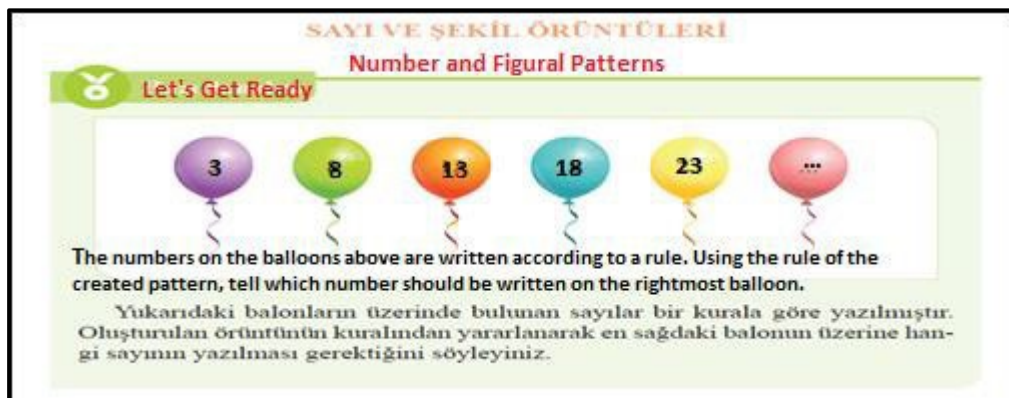 SAYI VE ŞEKİL ÖRÜNTÜLERİ
Number and Figural Patterns
Let's Get Ready
3 8 13 18 23 ...
The numbers on the balloons above are written according to a rule. Using the rule of the
created pattern, tell which number should be written on the rightmost balloon.
Yukarıdaki balonların üzerinde bulunan sayılar bir kurala göre yazılmıştır.
Oluşturulan örüntünün kuralından yararlanarak en sağdaki balonun üzerine han-
gi sayının yazılması gerektiğini söyleyiniz.